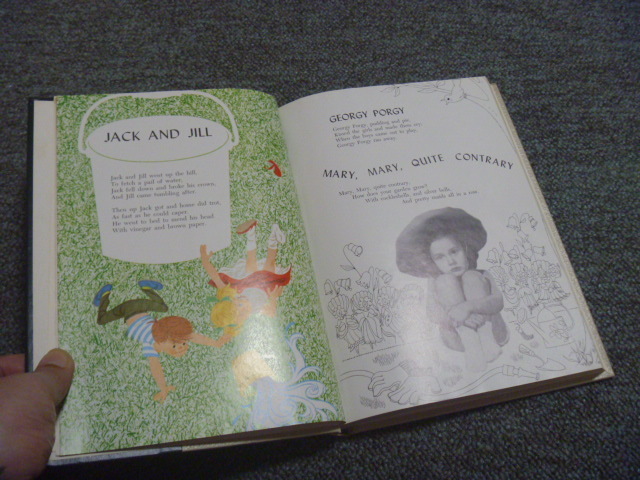 JACK AND JILL
Jack and Jill went up the hill,
To fetch a pail of water,
Jack fell down and broke his crown,
And Jill came tumbling after.
Then up Jack got and home did trot,
As fast as he could caper.
He went to bed to mend his head
With vinegar and brown paper.
GEORGY PORGY
Georgy Porgy, pudding and pie,
Kissed the girls and made them cry,
When the boys came out to play,
Georgy Porgy ran away.
MARY, MARY, QUITE CONTRARY
Mary, Mary, quite contrary,
How does your garden grow?
With cockleshells, and silver bells,
And pretty maids all in a row.